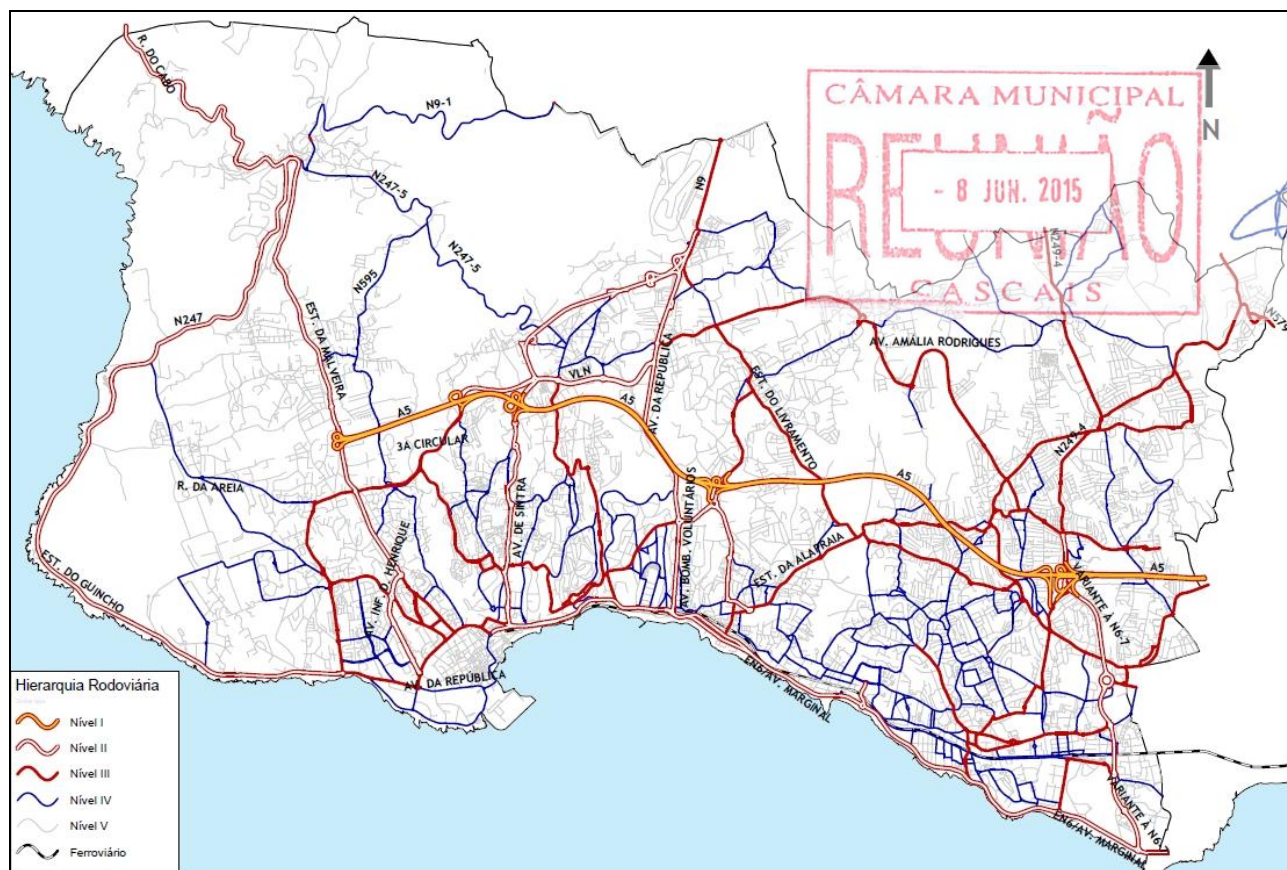 R. DO CABO
N9-1
N247-5
N247-5
N595
N9
N247
EST. DA MALVEIRA
CÂMARA MUNICIPAL
REUNIÃO
- 8 JUN. 2015
CASCAIS
N
N249-4
AV. AMÁLIA RODRIGUES
VLN
AV. DA REPÚBLICA
EST. DO LIVRAMENTO
A5
A5
3A CIRCULAR
N249-4
A5
R. DA AREIA
AV. DE SINTRA
AV. BOMB. VOLUNTÁRIOS
EST. DA ALAPRAIA
EST. DO GUINCHO
AV. INF. D. HENRIQUE
VARIANTE À N6-7
A5
AV. DA REPÚBLICA
EN6/AV. MARGINAL
VARIANTE À N6-7
EN6/AV. MARGINAL
Hierarquia Rodoviária
Nível I
Nível II
Nível III
Nível IV
Nível V
Ferroviário